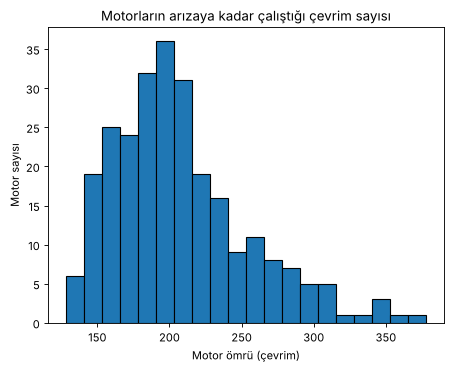 Motorların arızaya kadar çalıştığı çevrim sayısı
Motor sayısı
35
30
25
20
15
10
5
0
150 200 250 300 350
Motor ömrü (çevrim)